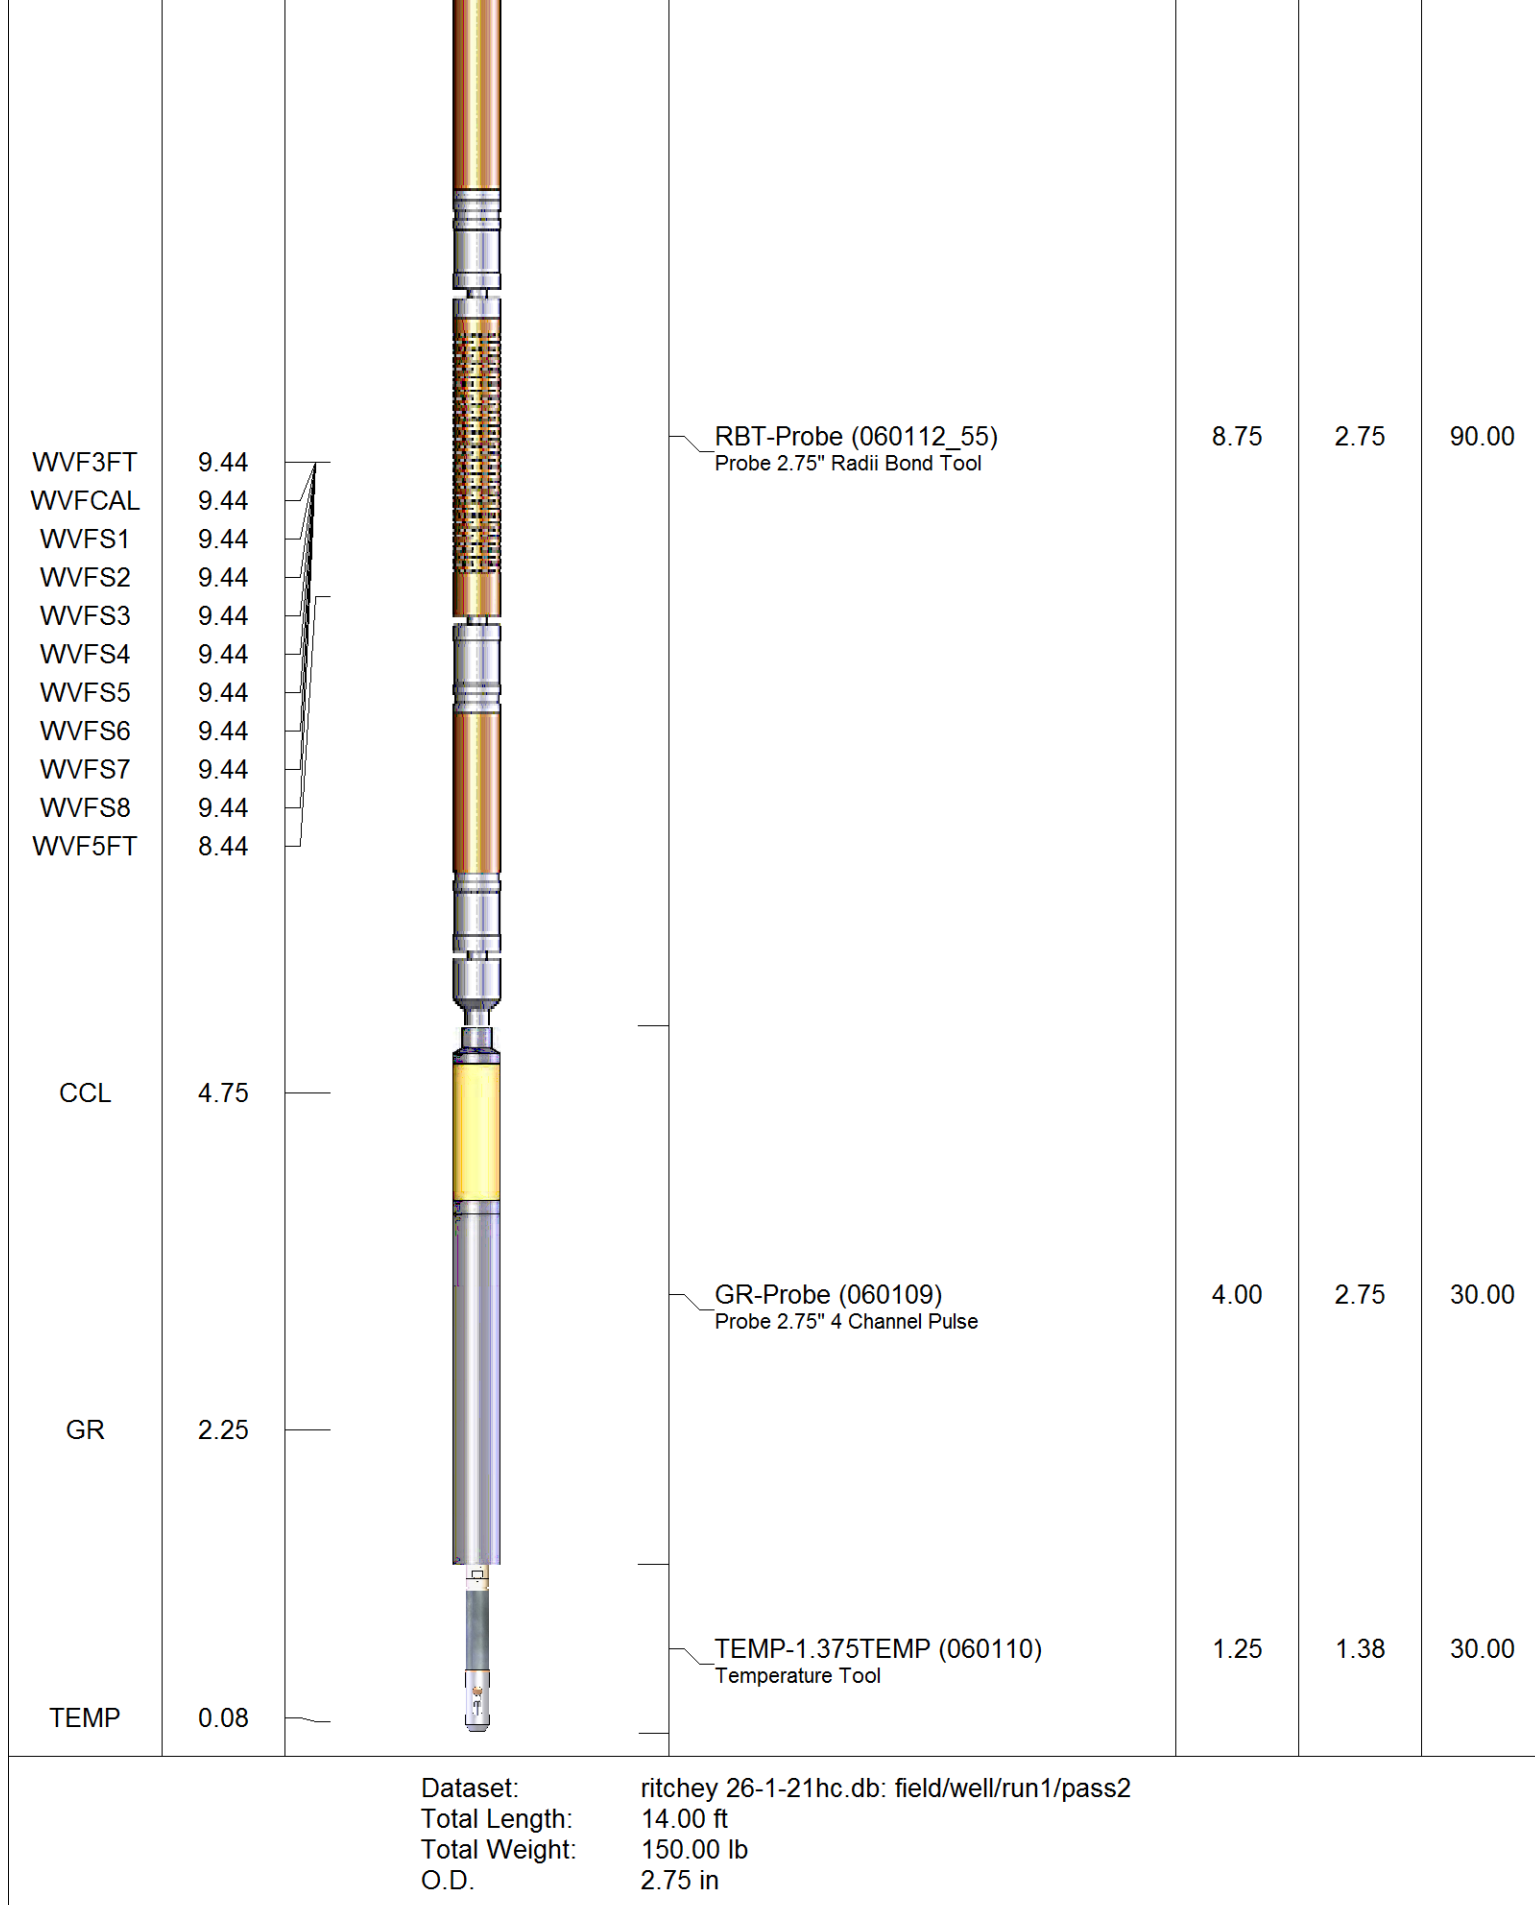 RBT-Probe (060112_55) 8.75 2.75 90.00
Probe 2.75" Radii Bond Tool
WVF3FT 9.44
WVFCAL 9.44
WVFS1 9.44
WVFS2 9.44
WVFS3 9.44
WVFS4 9.44
WVFS5 9.44
WVFS6 9.44
WVFS7 9.44
WVFS8 9.44
WVF5FT 8.44
CCL 4.75
GR-Probe (060109) 4.00 2.75 30.00
Probe 2.75" 4 Channel Pulse
GR 2.25
TEMP-1.375TEMP (060110) 1.25 1.38 30.00
Temperature Tool
TEMP 0.08
Dataset: ritchey 26-1-21hc.db: field/well/run1/pass2
Total Length: 14.00 ft
Total Weight: 150.00 lb
O.D. 2.75 in